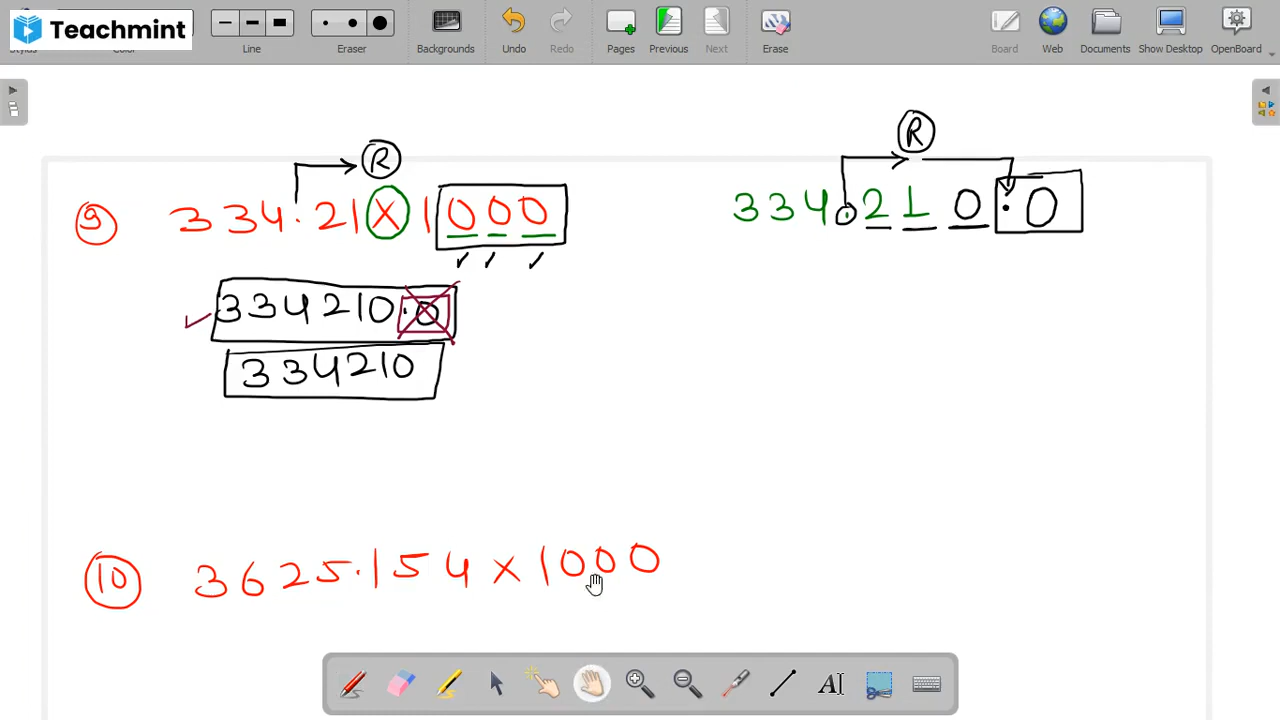 Teachmint
Line
Eraser
Backgrounds
Undo
Redo
Pages
Previous
Next
Erase
Board
Web
Documents
Show Desktop
OpenBoard
R
R
9 334.21 X 1000
334.210.0
334210.0
334210
10 3625.154 x 1000
AI